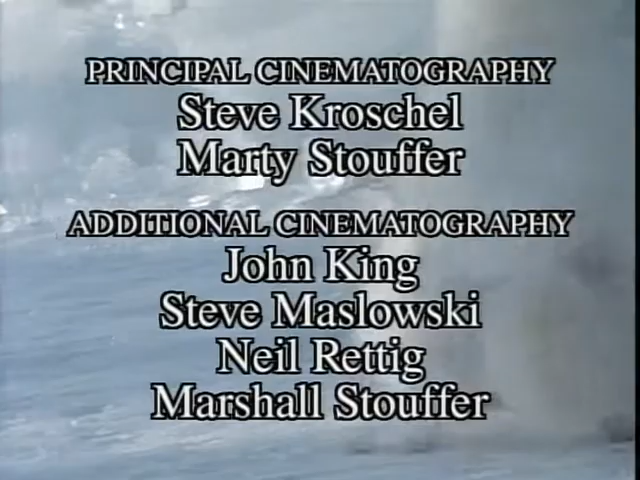 PRINCIPAL CINEMATOGRAPHY
Steve Kroschel
Marty Stouffer
ADDITIONAL CINEMATOGRAPHY
John King
Steve Maslowski
Neil Rettig
Marshall Stouffer